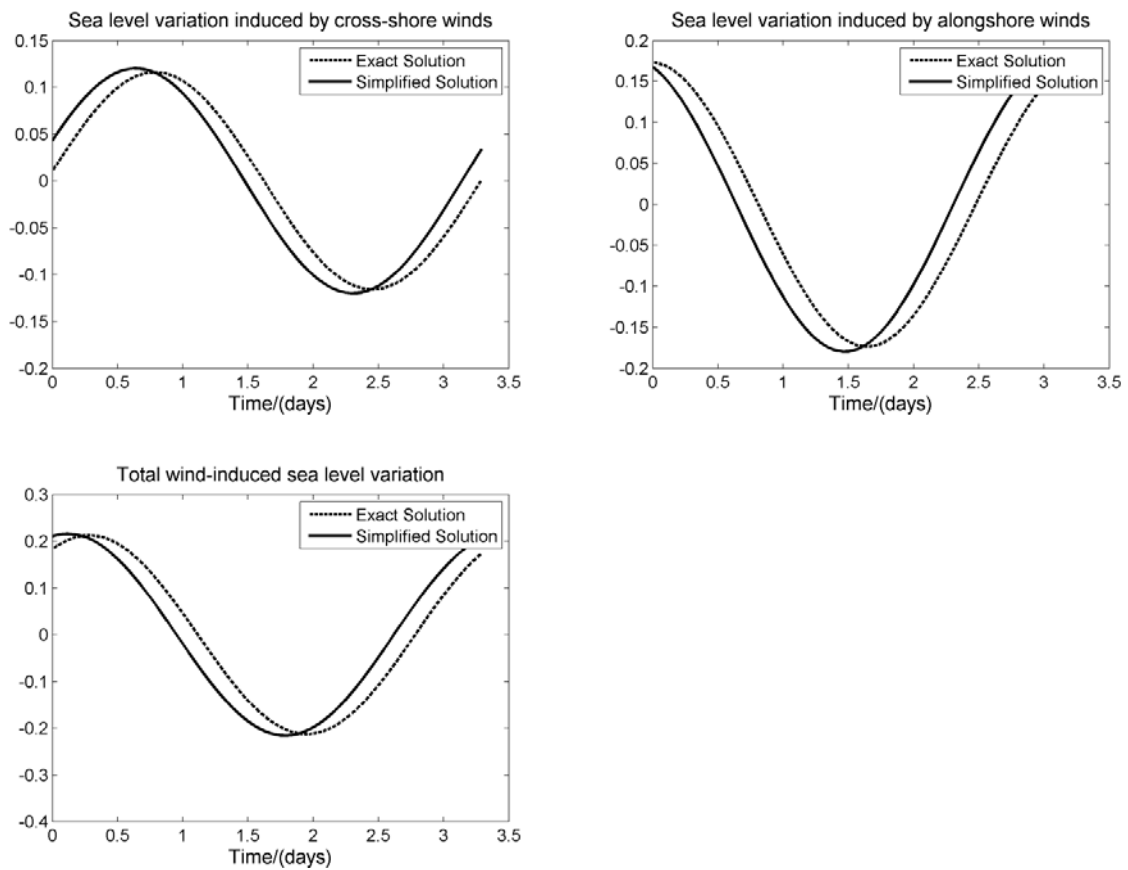 Sea level variation induced by cross-shore winds
0.15
0.1
0.05
0
-0.05
-0.1
-0.15
-0.2
Exact Solution
Simplified Solution
0 0.5 1 1.5 2 2.5 3 3.5
Time/(days)
Sea level variation induced by alongshore winds
0.2
0.15
0.1
0.05
0
-0.05
-0.1
-0.15
-0.2
Exact Solution
Simplified Solution
0 0.5 1 1.5 2 2.5 3 3.5
Time/(days)
Total wind-induced sea level variation
0.3
0.2
0.1
0
-0.1
-0.2
-0.3
-0.4
Exact Solution
Simplified Solution
0 0.5 1 1.5 2 2.5 3 3.5
Time/(days)